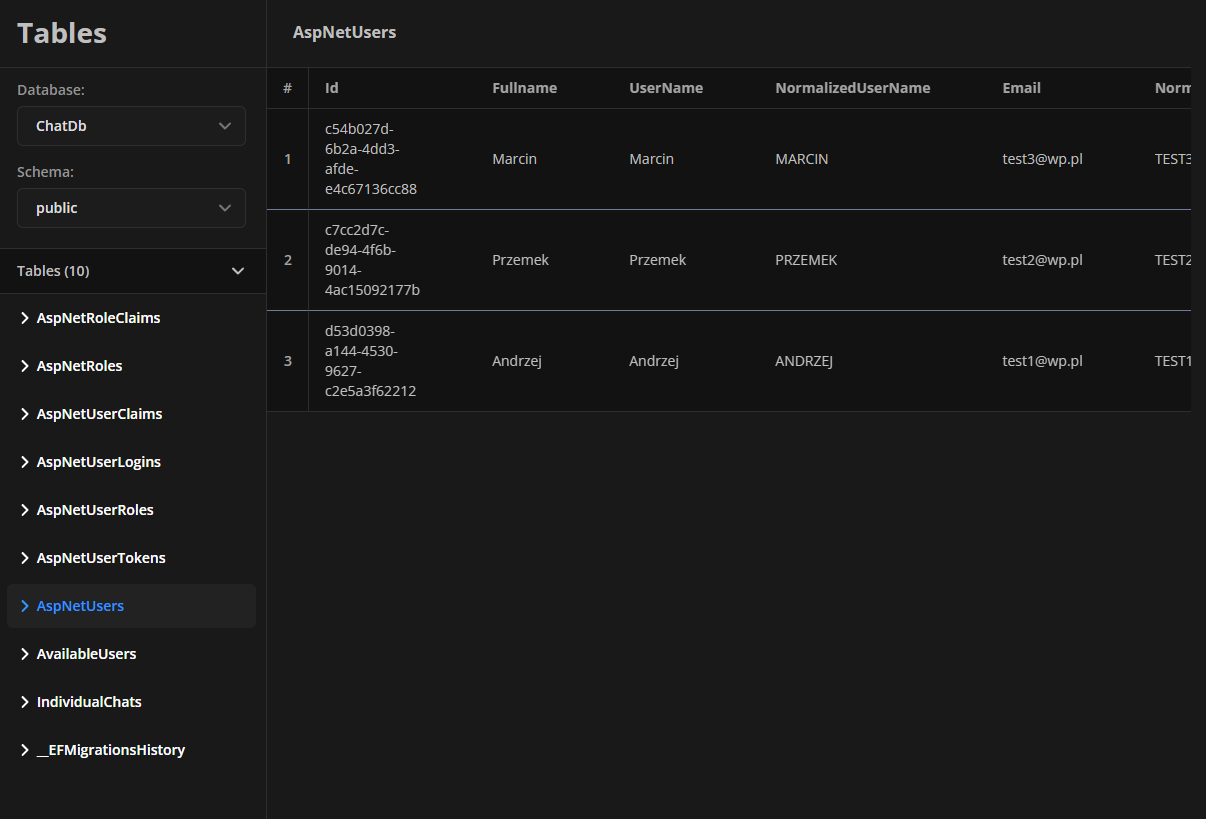 Tables
Database:
ChatDb
Schema:
public
Tables (10)
AspNetRoleClaims
AspNetRoles
AspNetUserClaims
AspNetUserLogins
AspNetUserRoles
AspNetUserTokens
AspNetUsers
AvailableUsers
IndividualChats
__EFMigrationsHistory
AspNetUsers
# Id Fullname UserName NormalizedUserName Email Norm
c54b027d-
6b2a-4dd3-
1 Marcin Marcin MARCIN test3@wp.pl TEST3
afde-
e4c67136cc88
c7cc2d7c-
de94-4f6b-
2 Przemek Przemek PRZEMEK test2@wp.pl TEST2
9014-
4ac15092177b
d53d0398-
a144-4530-
3 Andrzej Andrzej ANDRZEJ test1@wp.pl TEST1
9627-
c2e5a3f62212